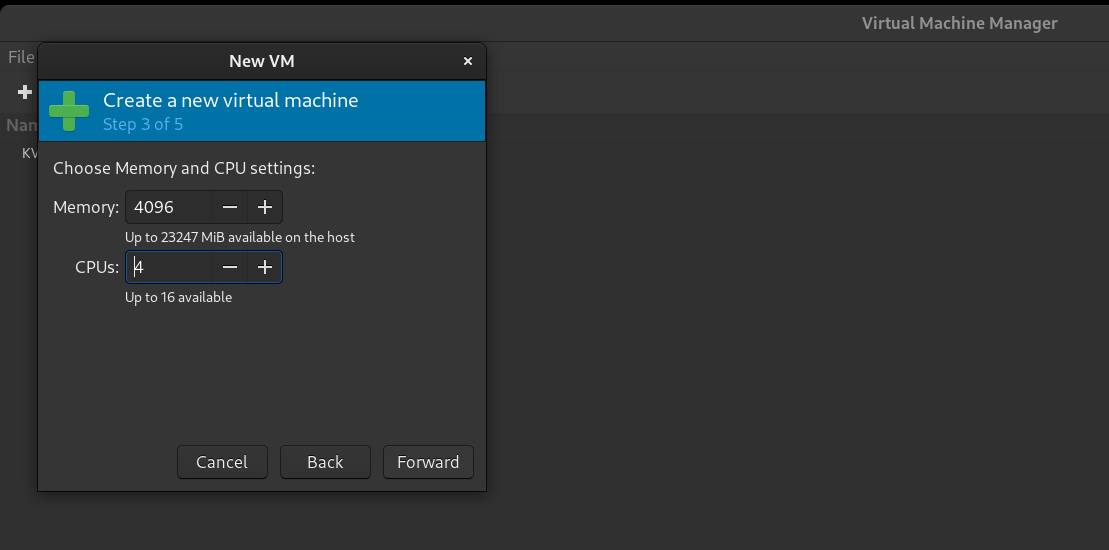 Virtual Machine Manager
File
New VM
×
Create a new virtual machine
Step 3 of 5
Choose Memory and CPU settings:
Memory: 4096
Up to 23247 MiB available on the host
CPUs: 4
Up to 16 available
Cancel Back Forward